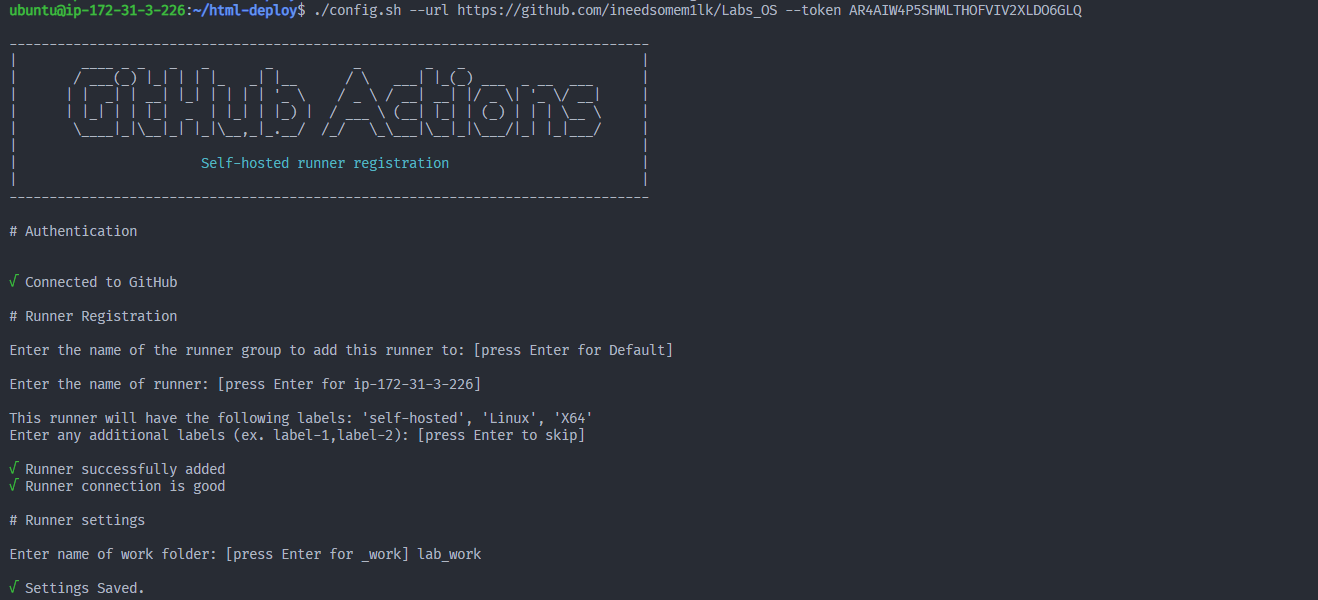 ubuntu@ip-172-31-3-226:~/html-deploy$ ./config.sh --url https://github.com/ineedsomem1lk/Labs_OS --token AR4AIW4P5SHMLTHOFVIV2XLDO6GLQ
GitHub Actions
Self-hosted runner registration
# Authentication
√ Connected to GitHub
# Runner Registration
Enter the name of the runner group to add this runner to: [press Enter for Default]
Enter the name of runner: [press Enter for ip-172-31-3-226]
This runner will have the following labels: 'self-hosted', 'Linux', 'X64'
Enter any additional labels (ex. label-1,label-2): [press Enter to skip]
√ Runner successfully added
√ Runner connection is good
# Runner settings
Enter name of work folder: [press Enter for _work] lab_work
√ Settings Saved.